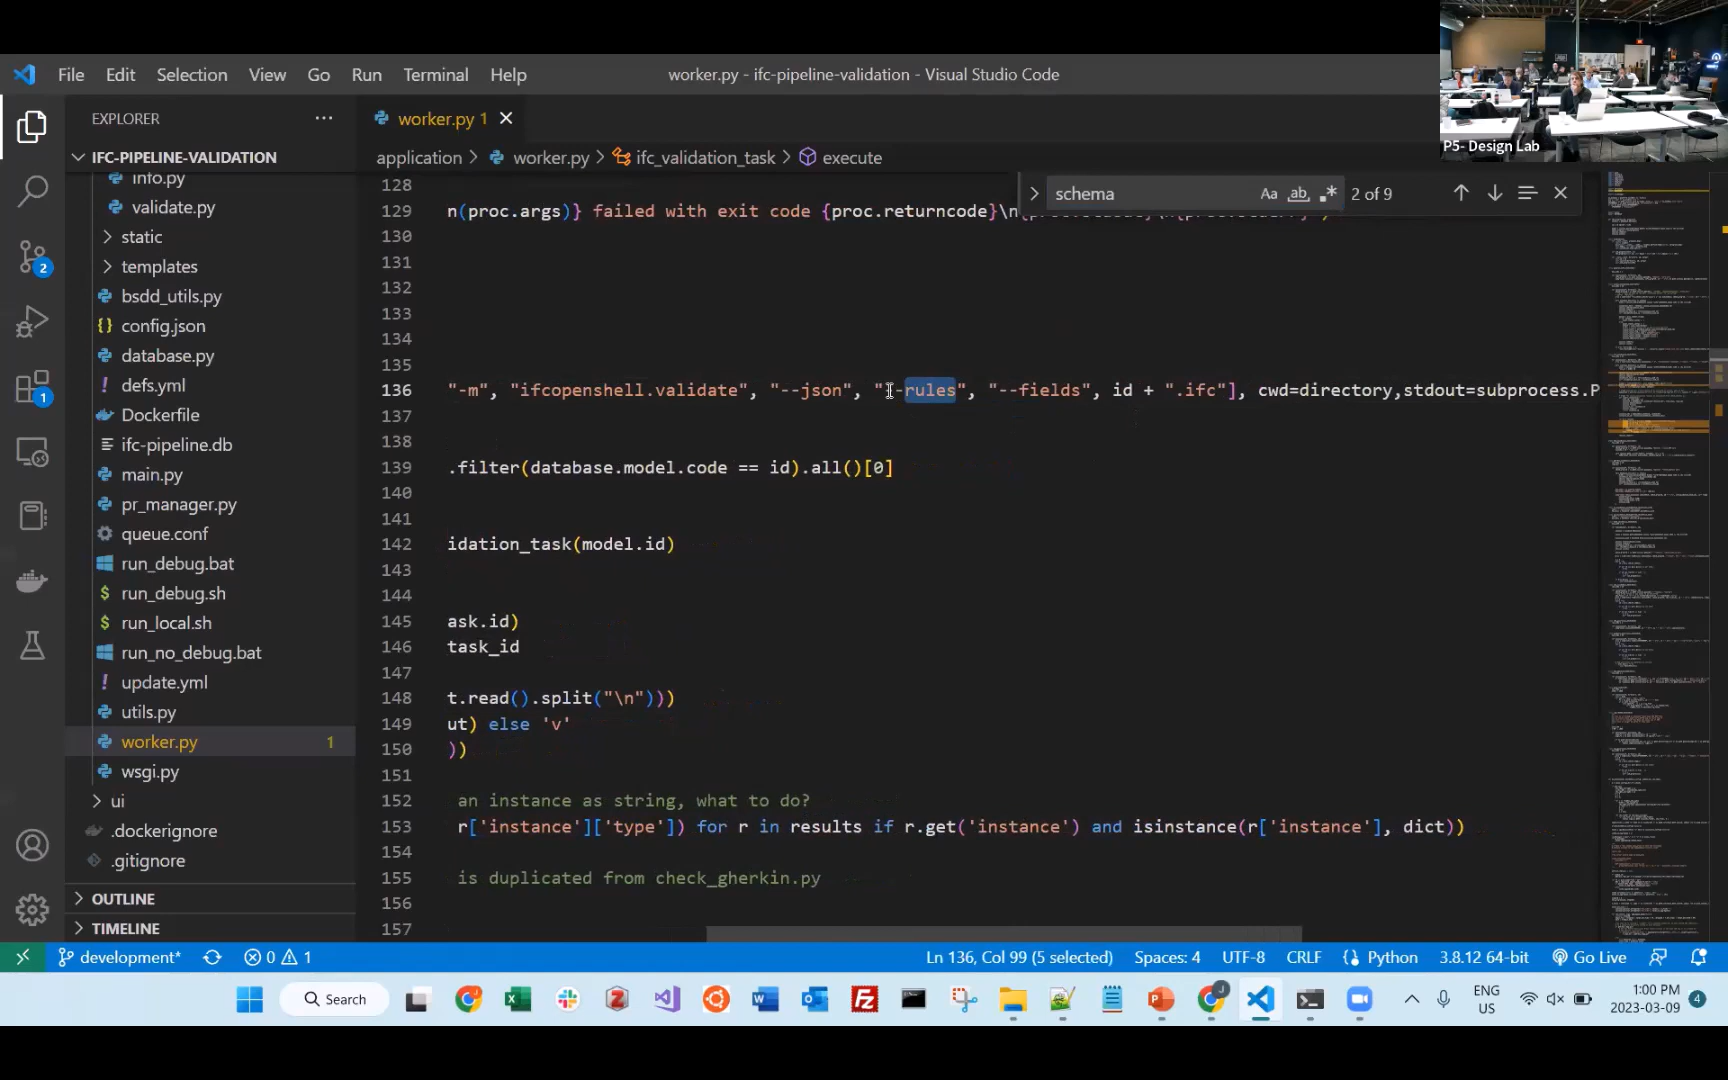 File Edit Selection View Go Run Terminal Help
worker.py - ifc-pipeline-validation - Visual Studio Code
P5- Design Lab
EXPLORER
IFC-PIPELINE-VALIDATION
info.py
validate.py
static
templates
bsdd_utils.py
config.json
database.py
defs.yml
Dockerfile
ifc-pipeline.db
main.py
pr_manager.py
queue.conf
run_debug.bat
run_debug.sh
run_local.sh
run_no_debug.bat
update.yml
utils.py
worker.py 1
wsgi.py
ui
.dockerignore
.gitignore
OUTLINE
TIMELINE
2
1
worker.py 1
application > worker.py > ifc_validation_task > execute
schema Aa ab 2 of 9
128
129 n(proc.args)} failed with exit code {proc.returncode}\n
130
131
132
133
134
135
136 "-m", "ifcopenshell.validate", "--json", "--rules", "--fields", id + ".ifc"], cwd=directory,stdout=subprocess.P
137
138
139 .filter(database.model.code == id).all()[0]
140
141
142 idation_task(model.id)
143
144
145 ask.id)
146 task_id
147
148 t.read().split("\n")))
149 ut) else 'v'
150 ))
151
152 an instance as string, what to do?
153 r['instance']['type']) for r in results if r.get('instance') and isinstance(r['instance'], dict))
154
155 is duplicated from check_gherkin.py
156
157
development* 0 1 Ln 136, Col 99 (5 selected) Spaces: 4 UTF-8 CRLF Python 3.8.12 64-bit Go Live
Search
ENG
US
1:00 PM
2023-03-09
4